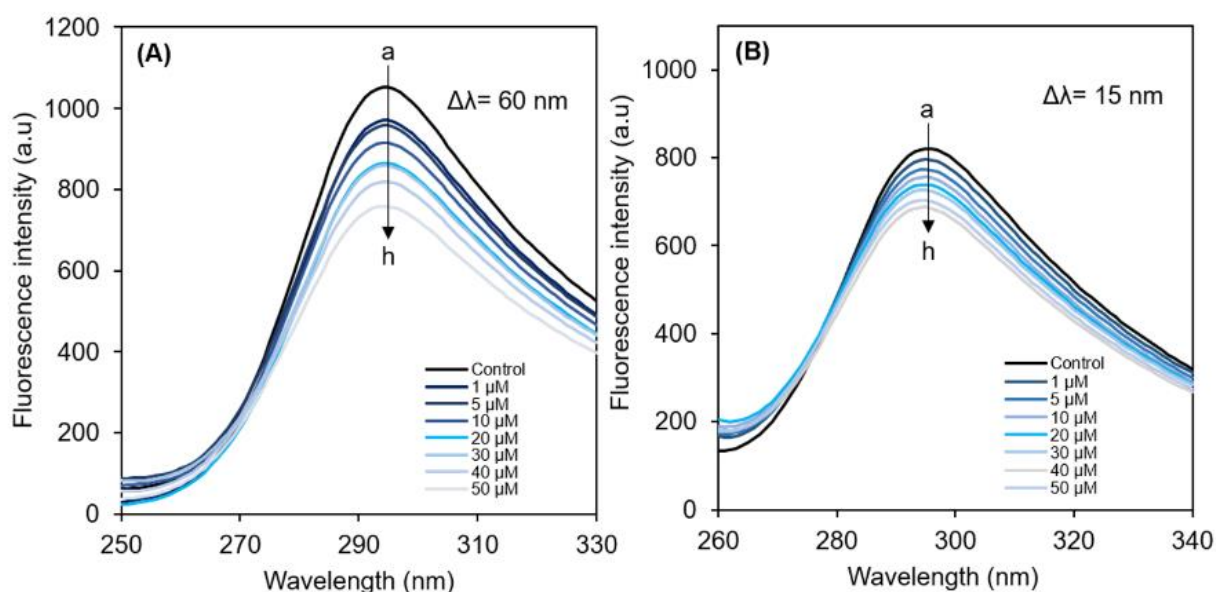 (A)
a
Δλ= 60 nm
h
Fluorescence intensity (a.u)
1200
1000
800
600
400
200
0
Control
1 µM
5 µM
10 µM
20 µM
30 µM
40 µM
50 µM
250
270
290
310
330
Wavelength (nm)
(B)
a
Δλ= 15 nm
h
Fluorescence intensity (a.u)
1000
800
600
400
200
0
Control
1 µM
5 µM
10 µM
20 µM
30 µM
40 µM
50 µM
260
280
300
320
340
Wavelength (nm)